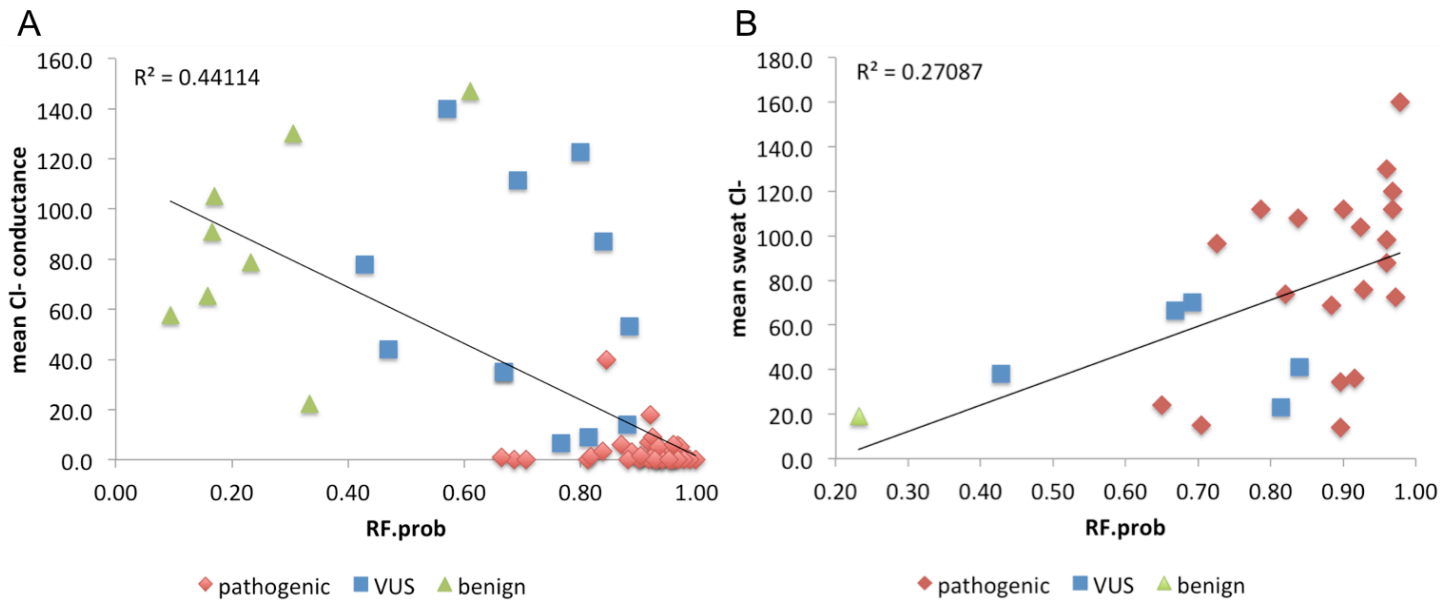 A
R² = 0.44114
mean Cl- conductance
160.0
140.0
120.0
100.0
80.0
60.0
40.0
20.0
0.0
0.00 0.20 0.40 0.60 0.80 1.00
RF.prob
pathogenic VUS benign
B
R² = 0.27087
mean sweat Cl-
180.0
160.0
140.0
120.0
100.0
80.0
60.0
40.0
20.0
0.0
0.20 0.30 0.40 0.50 0.60 0.70 0.80 0.90 1.00
RF.prob
pathogenic VUS benign